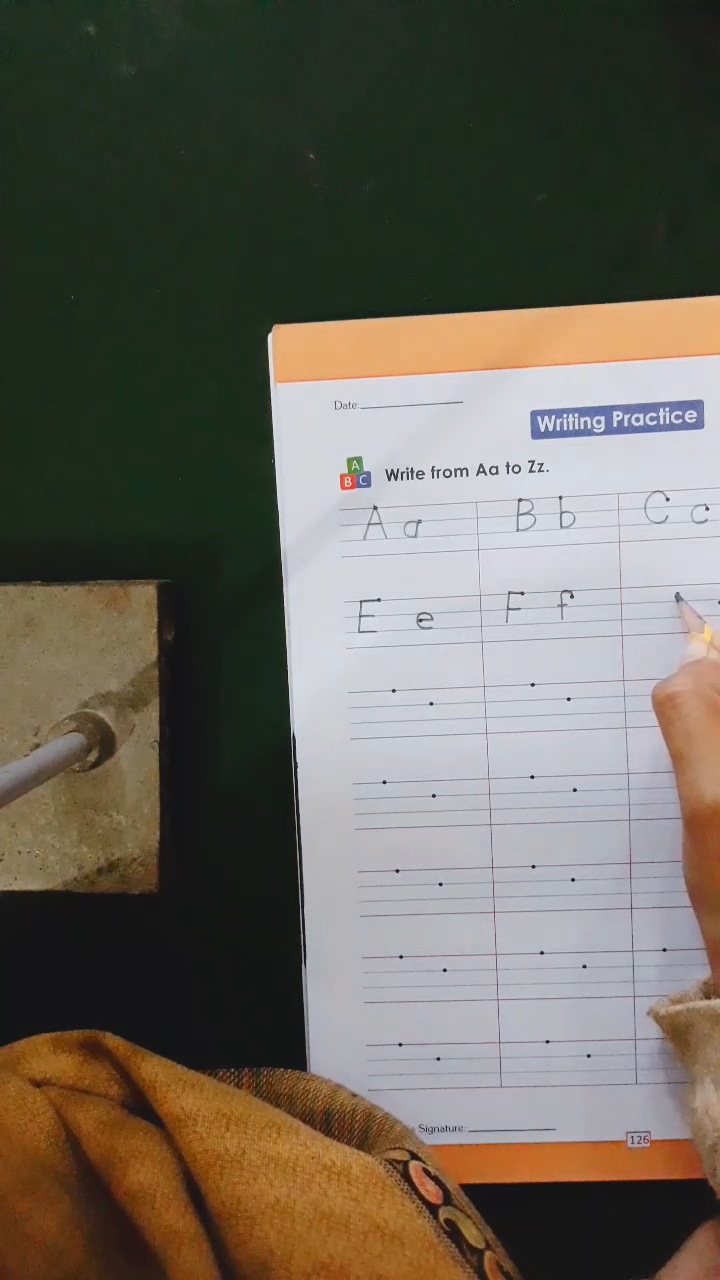 Date:
Writing Practice
A
B C
Write from Aa to Zz.
A a B b C c
E e F f
Signature:
126